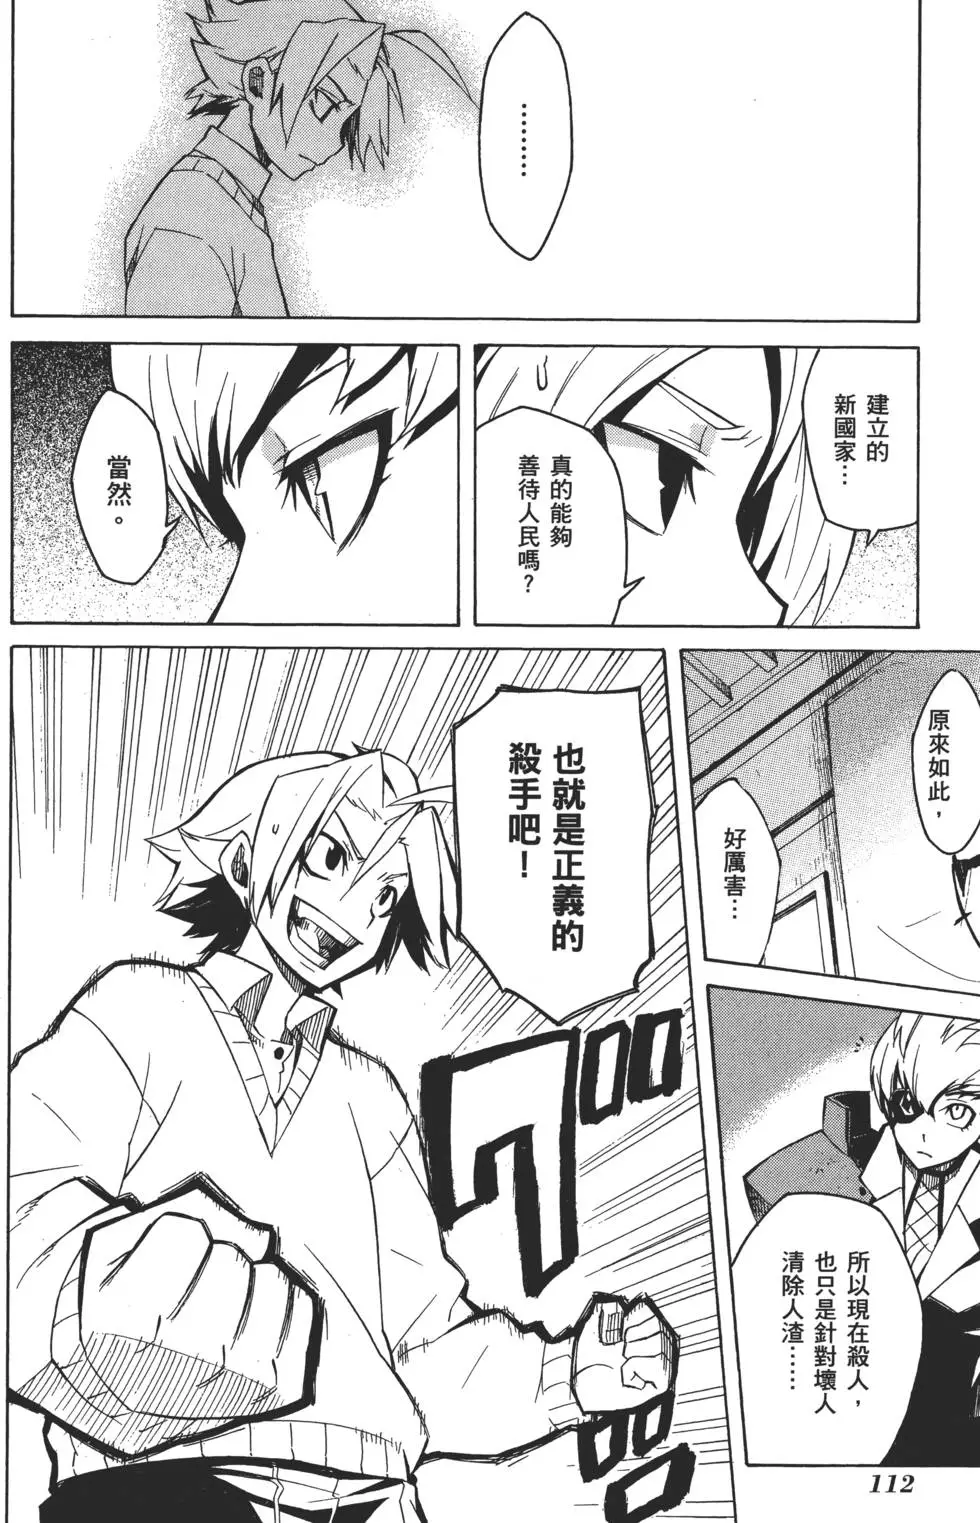 ………
建立的
新國家…
真的能夠
善待人民嗎？
當然。
原來如此，
好厲害…
所以現在殺人，
也只是針對壞人
清除人渣……
也就是正義的
殺手吧！
グ
112